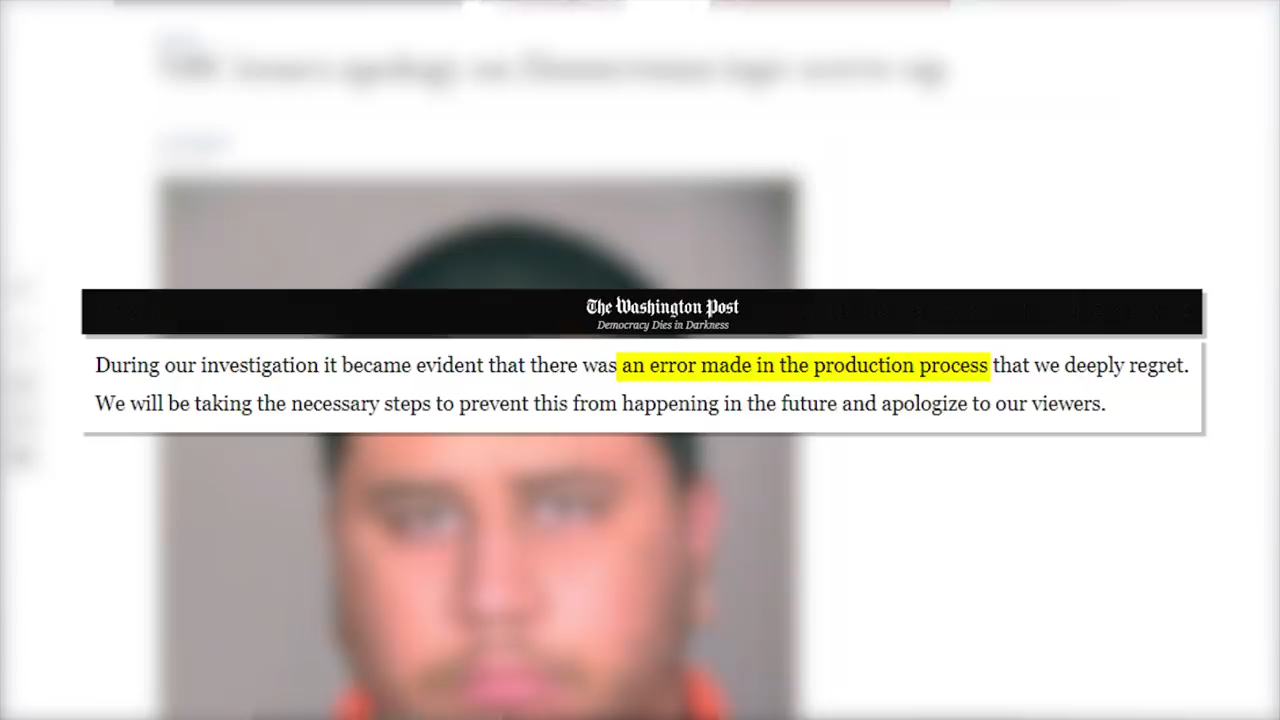 The Washington Post
Democracy Dies in Darkness
During our investigation it became evident that there was an error made in the production process that we deeply regret.
We will be taking the necessary steps to prevent this from happening in the future and apologize to our viewers.